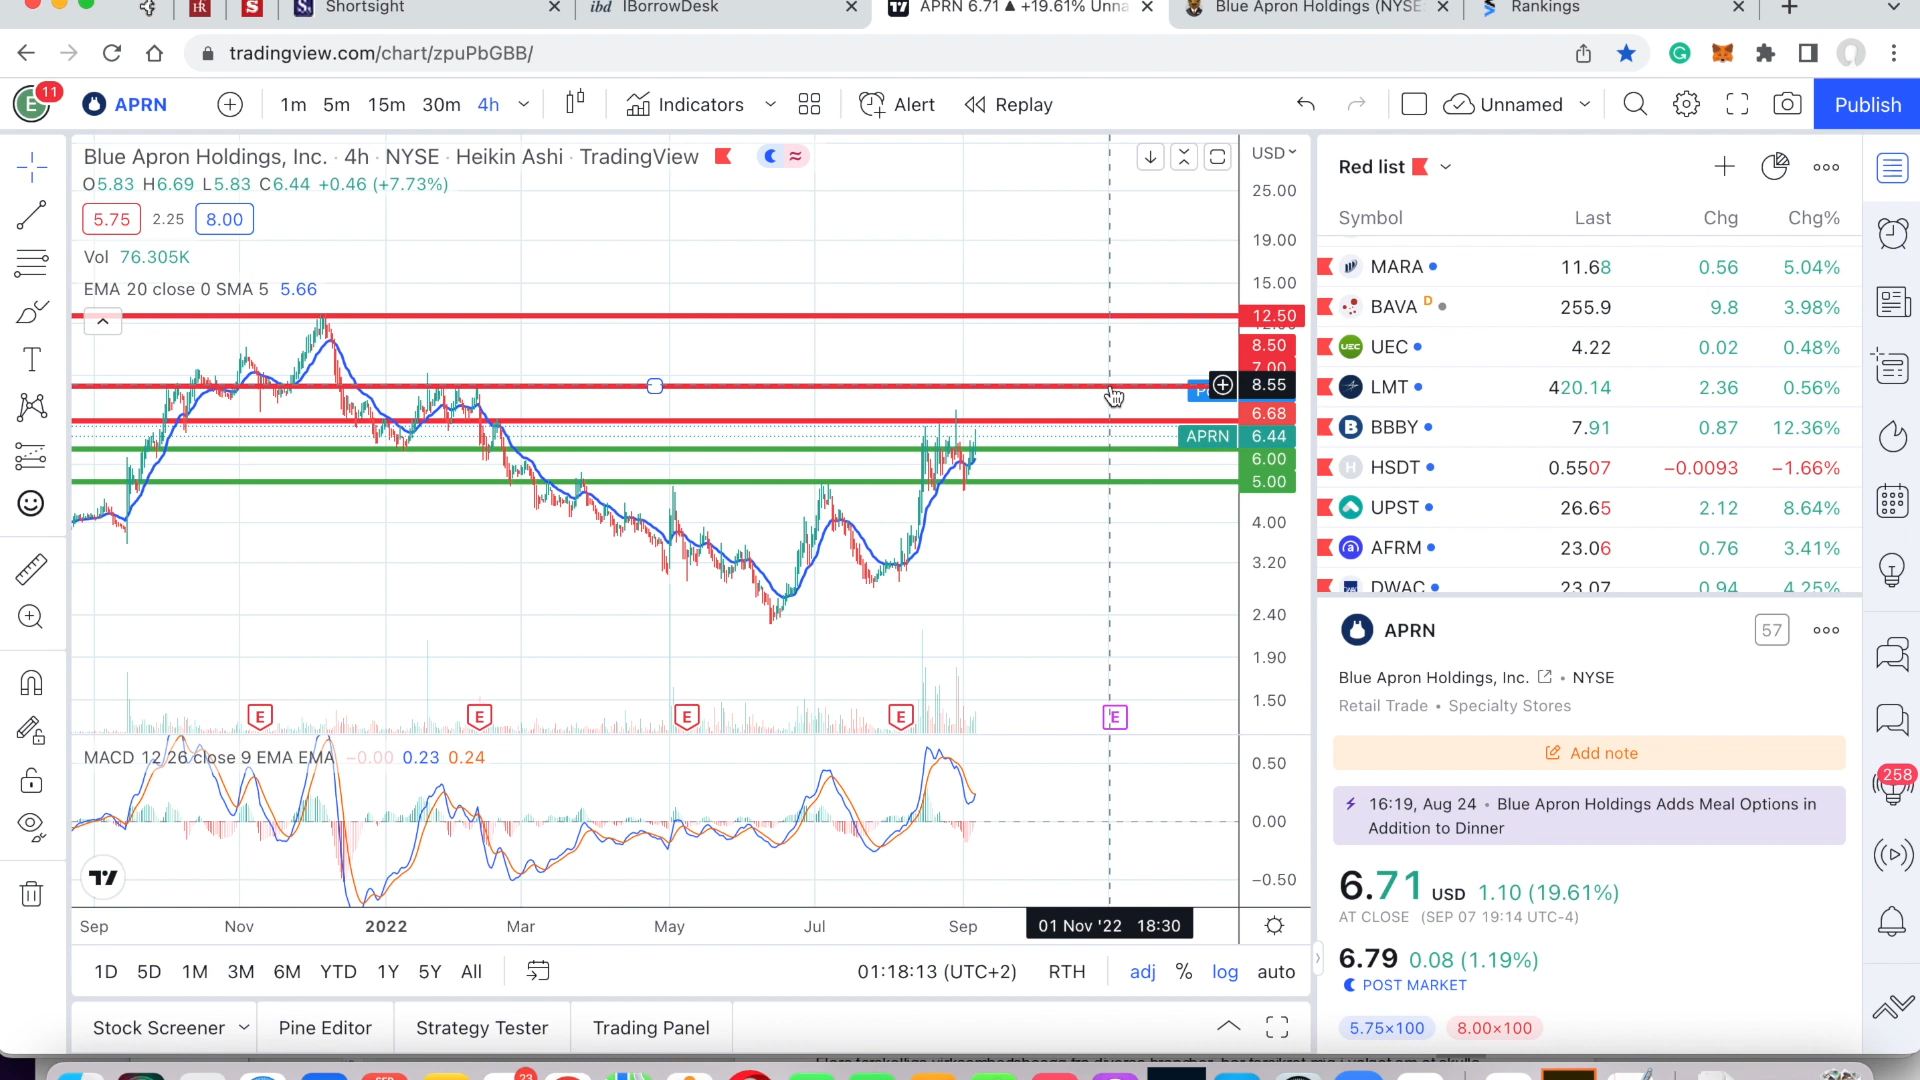 Shortsight
ibd IBorrowDesk
APRN 6.71 ▲ +19.61% Unna
Blue Apron Holdings (NYSE
Rankings
tradingview.com/chart/zpuPbGBB/
E 11 APRN 1m 5m 15m 30m 4h Indicators Alert Replay Unnamed Publish
Blue Apron Holdings, Inc. · 4h · NYSE · Heikin Ashi · TradingView
O5.83 H6.69 L5.83 C6.44 +0.46 (+7.73%)
5.75 2.25 8.00
Vol 76.305K
EMA 20 close 0 SMA 5 5.66
USD
25.00
19.00
15.00
12.50
8.50
7.00
8.55
6.68
APRN 6.44
6.00
5.00
4.00
3.20
2.40
1.90
1.50
E E E E E
MACD 12 26 close 9 EMA EMA −0.00 0.23 0.24
0.50
0.00
−0.50
Sep Nov 2022 Mar May Jul Sep 01 Nov '22 18:30
1D 5D 1M 3M 6M YTD 1Y 5Y All 01:18:13 (UTC+2) RTH adj % log auto
Stock Screener Pine Editor Strategy Tester Trading Panel
Red list
Symbol Last Chg Chg%
MARA 11.68 0.56 5.04%
BAVA D 255.9 9.8 3.98%
UEC UEC 4.22 0.02 0.48%
LMT 420.14 2.36 0.56%
B BBBY 7.91 0.87 12.36%
H HSDT 0.5507 −0.0093 −1.66%
UPST 26.65 2.12 8.64%
a AFRM 23.06 0.76 3.41%
DWAC 23.07 0.94 4.25%
APRN 57
Blue Apron Holdings, Inc. • NYSE
Retail Trade • Specialty Stores
Add note
16:19, Aug 24 • Blue Apron Holdings Adds Meal Options in
Addition to Dinner
6.71 USD 1.10 (19.61%)
AT CLOSE (SEP 07 19:14 UTC-4)
6.79 0.08 (1.19%)
POST MARKET
5.75×100 8.00×100
258
SEP
23